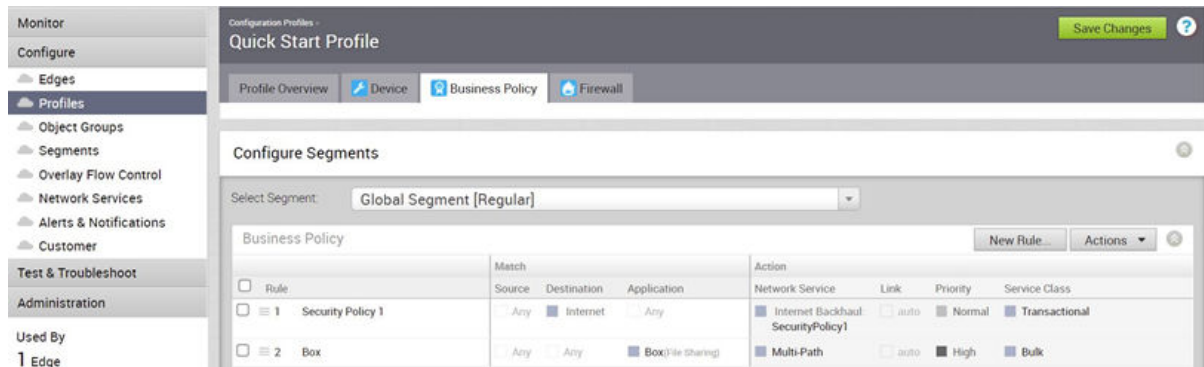 Monitor
Configure
Edges
Profiles
Object Groups
Segments
Overlay Flow Control
Network Services
Alerts & Notifications
Customer
Test & Troubleshoot
Administration
Used By
1 Edge
Configuration Profiles
Quick Start Profile
Save Changes
?
Profile Overview Device Business Policy Firewall
Configure Segments
Select Segment: Global Segment [Regular]
Business Policy New Rule... Actions
Match Action
Rule Source Destination Application Network Service Link Priority Service Class
1 Security Policy 1 Any Internet Any Internet Backhaul: auto Normal Transactional
SecurityPolicy1
2 Box Any Any Box(File Sharing) Multi-Path auto High Bulk